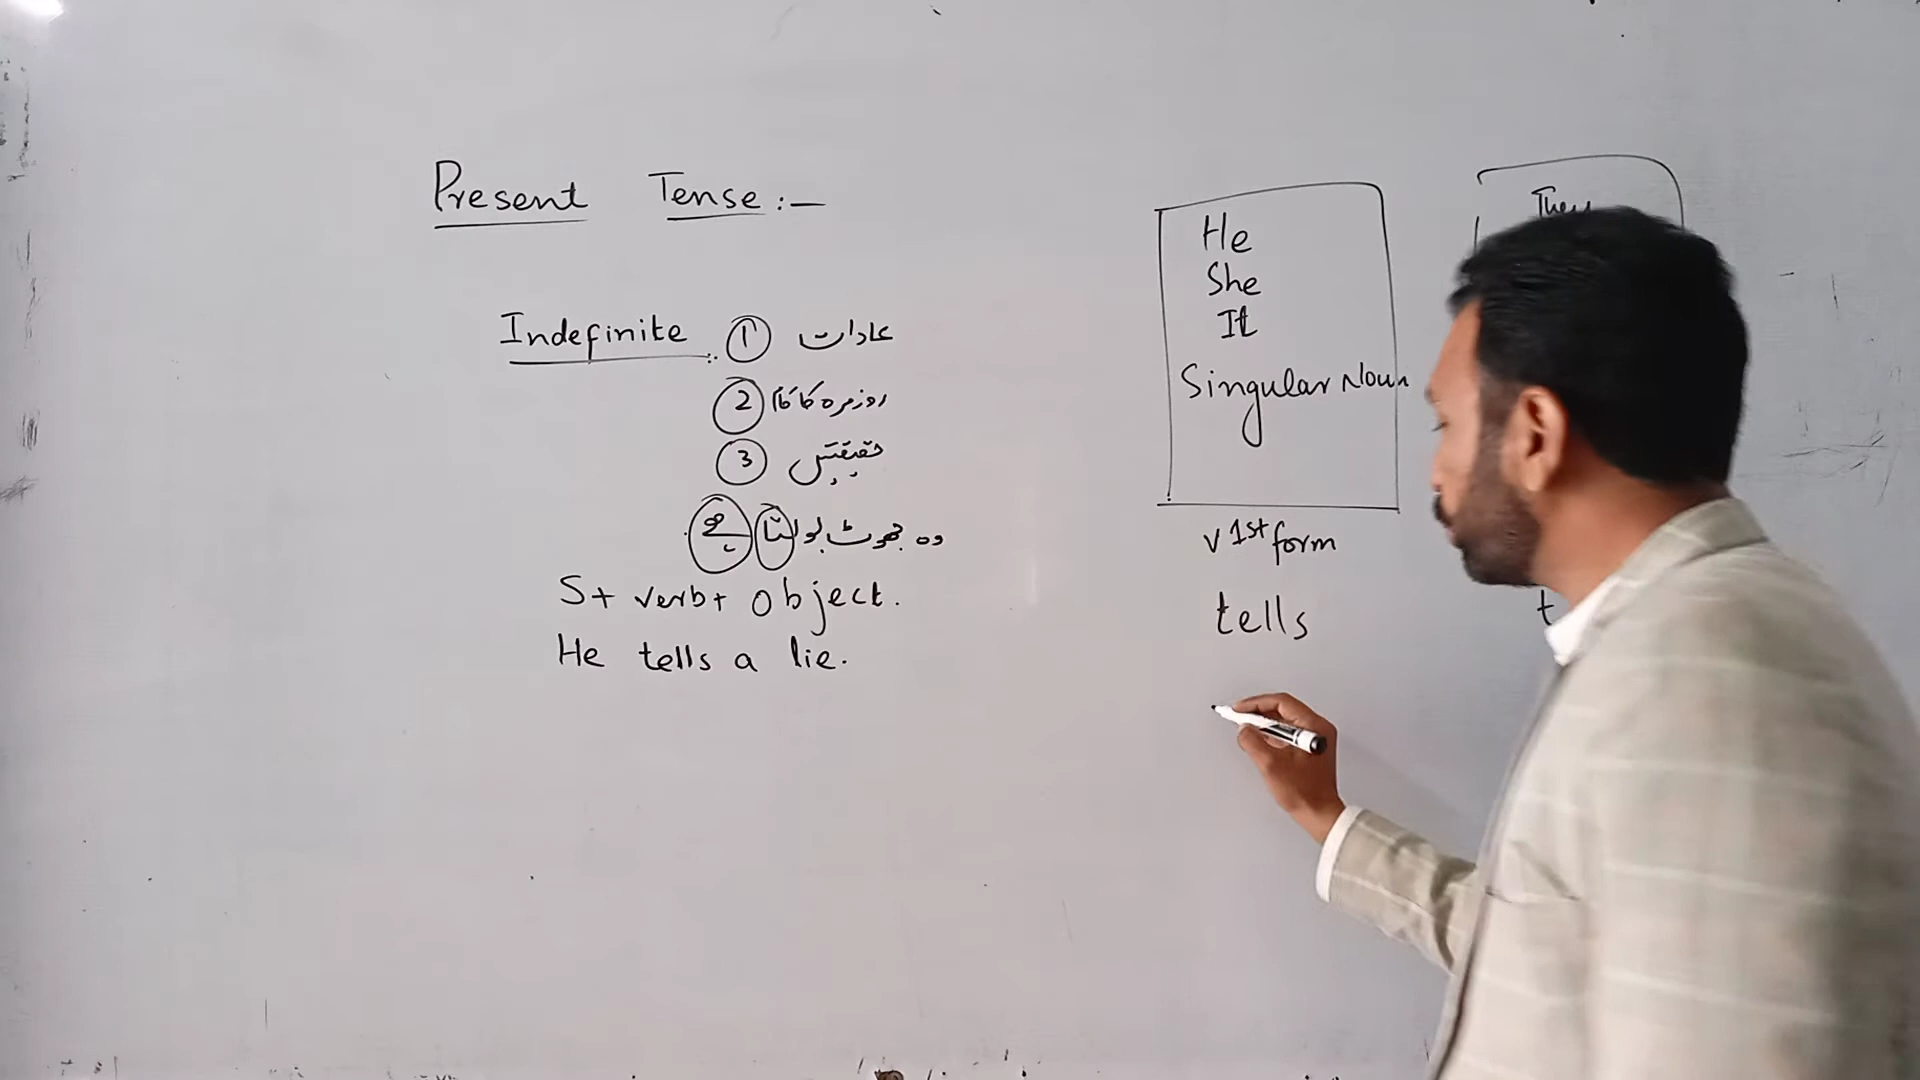 Present Tense :—
Indefinite :. 1 عادات
2 روزمرہ کا کام
3 حقیقتیں
وہ جھوٹ بولتا ہے
S+ verb+ Object.
He tells a lie.
He
She
It
Singular Noun
v 1st form
tells
They
t